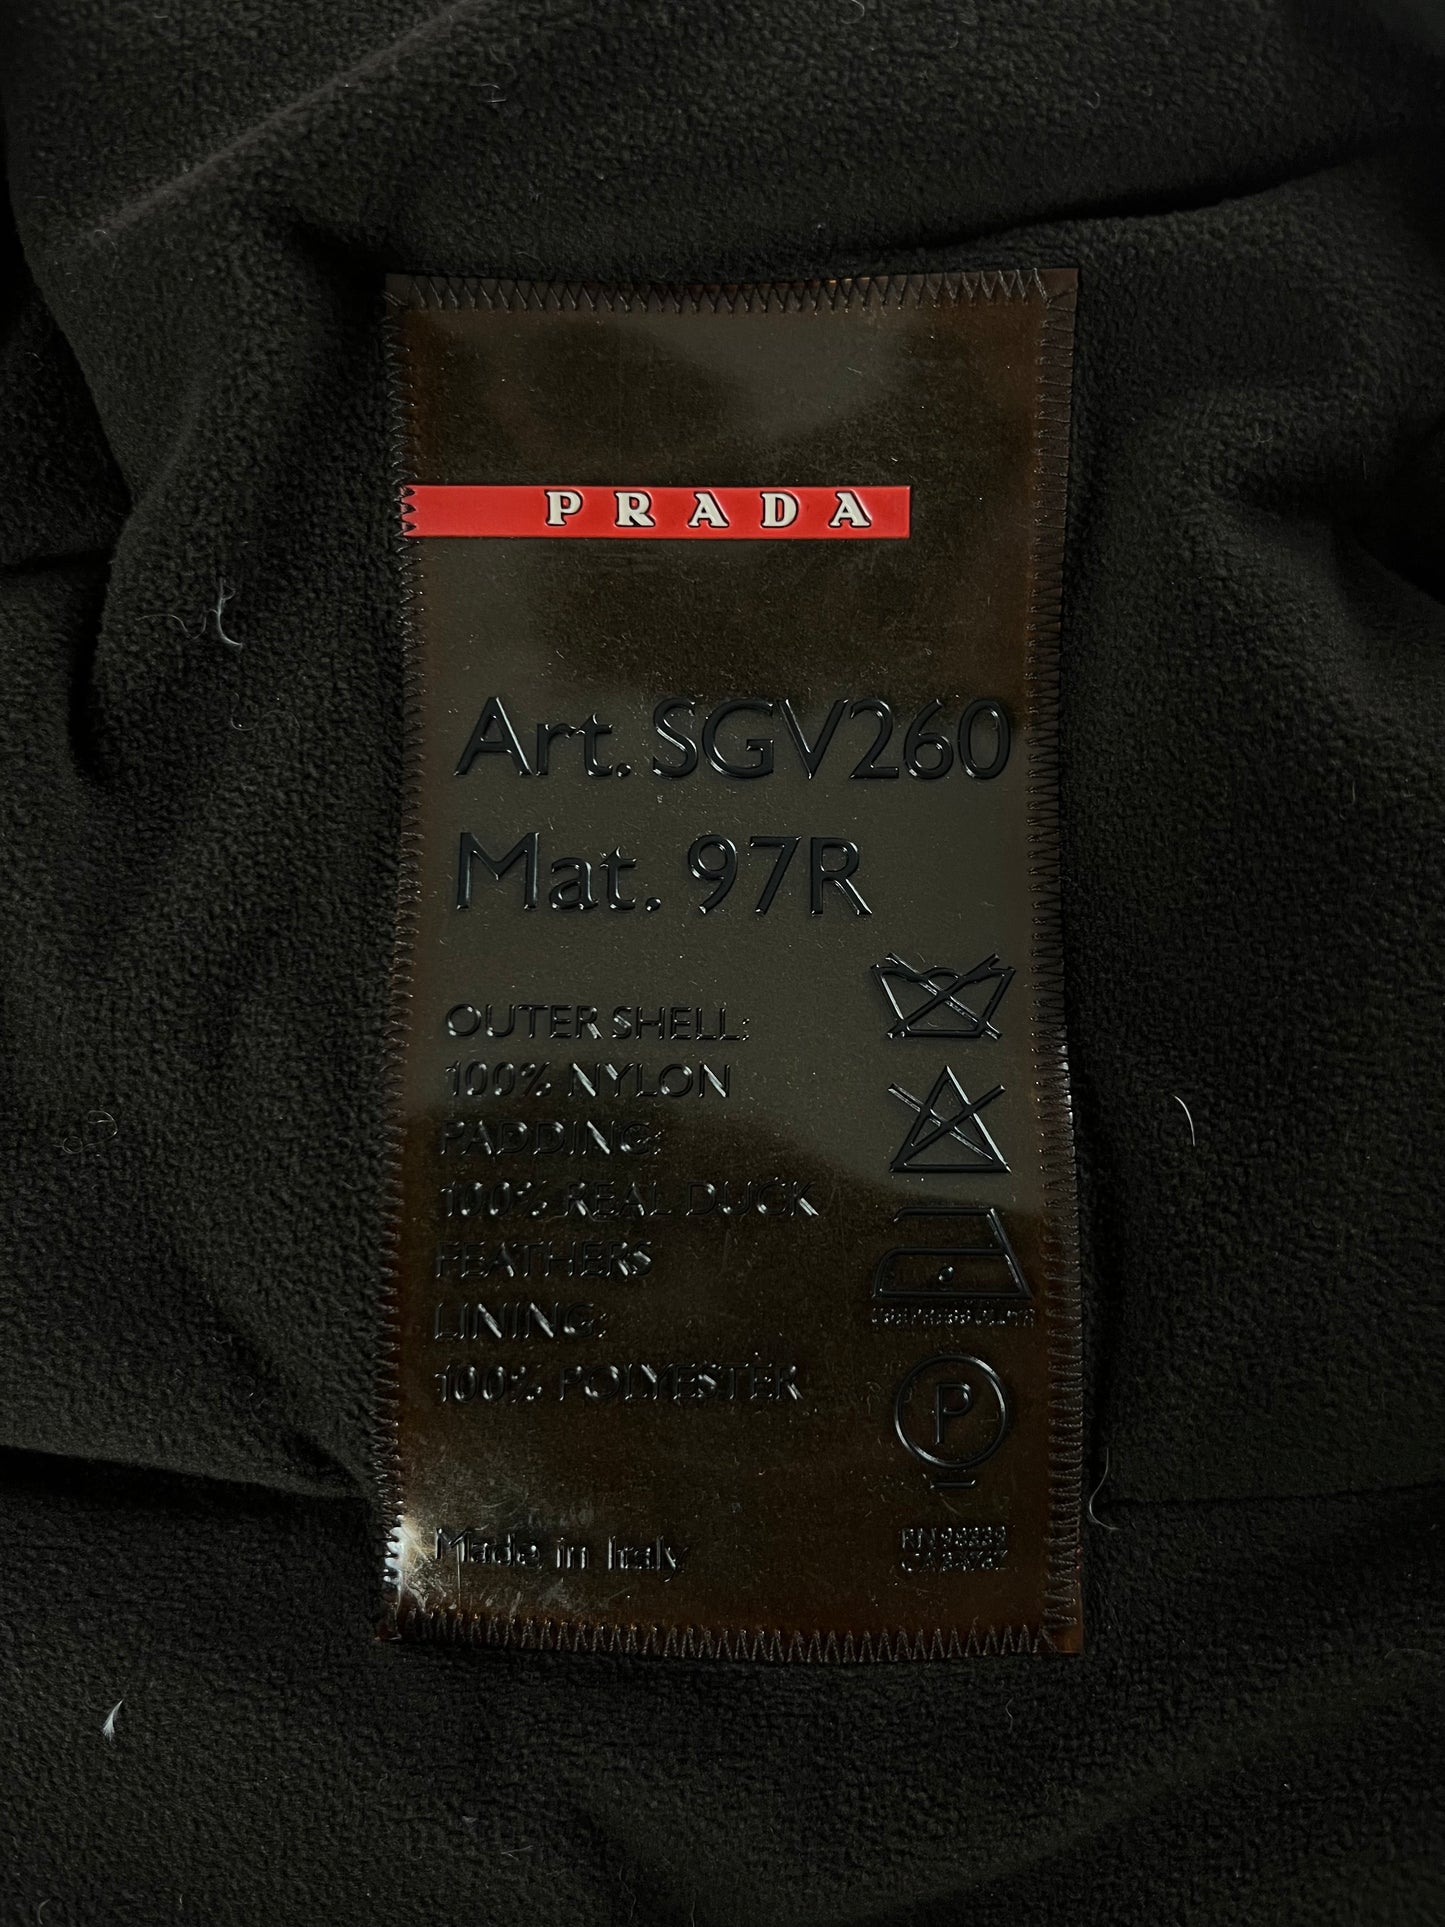 PRADA
Art. SGV260
Mat. 97R
OUTER SHELL:
100% NYLON
PADDING:
100% REAL DUCK
FEATHERS
LINING:
100% POLYESTER
P
Made in Italy